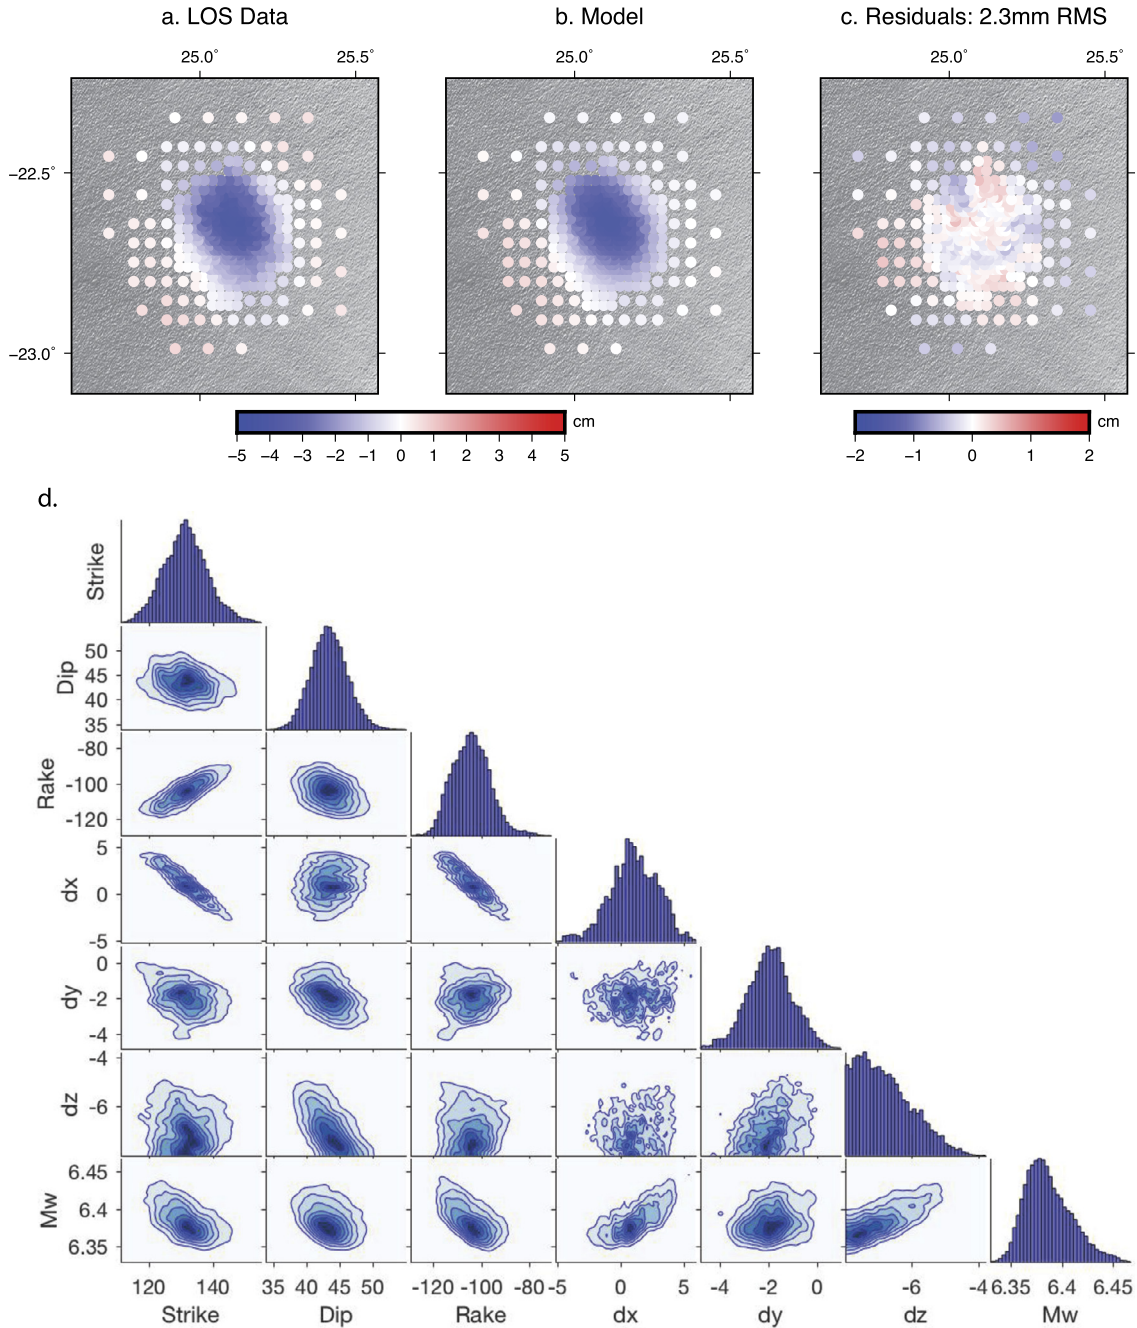 a. LOS Data b. Model c. Residuals: 2.3mm RMS
25.0° 25.5° 25.0° 25.5° 25.0° 25.5°
−22.5°
−23.0°
cm cm
−5 −4 −3 −2 −1 0 1 2 3 4 5 −2 −1 0 1 2
d.
Strike
Dip 50 45 40 35
Rake -80 -100 -120
dx 5 0 -5
dy 0 -2 -4
dz -4 -6
Mw 6.45 6.4 6.35
120 140 35 40 45 50 -120 -100 -80 -5 0 5 -4 -2 0 -6 -4 6.35 6.4 6.45
Strike Dip Rake dx dy dz Mw